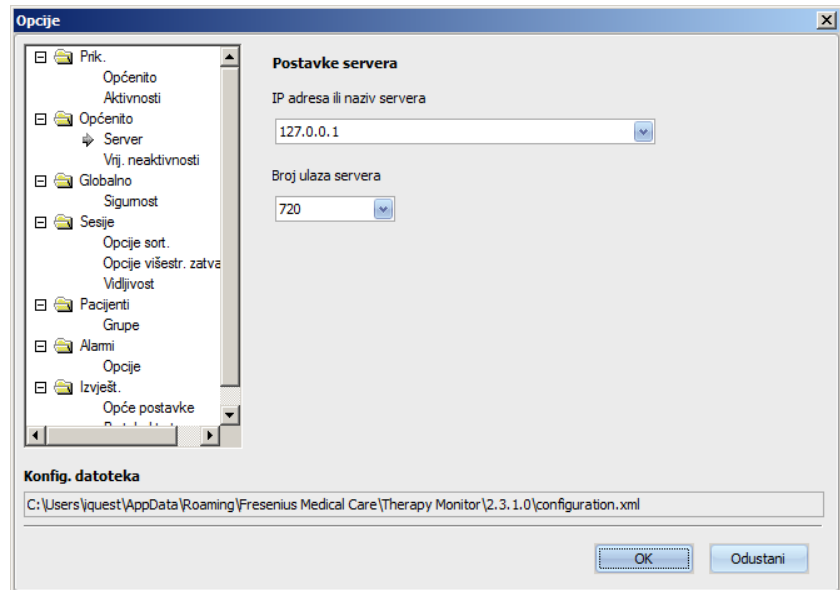 Opcije
Prik.
Općenito
Aktivnosti
Općenito
Server
Vrij. neaktivnosti
Globalno
Sigurnost
Sesije
Opcije sort.
Opcije višestr. zatva
Vidljivost
Pacijenti
Grupe
Alarmi
Opcije
Izvješt.
Opće postavke
Postavke servera
IP adresa ili naziv servera
127.0.0.1
Broj ulaza servera
720
Konfig. datoteka
C:\Users\iquest\AppData\Roaming\Fresenius Medical Care\Therapy Monitor\2.3.1.0\configuration.xml
OK
Odustani